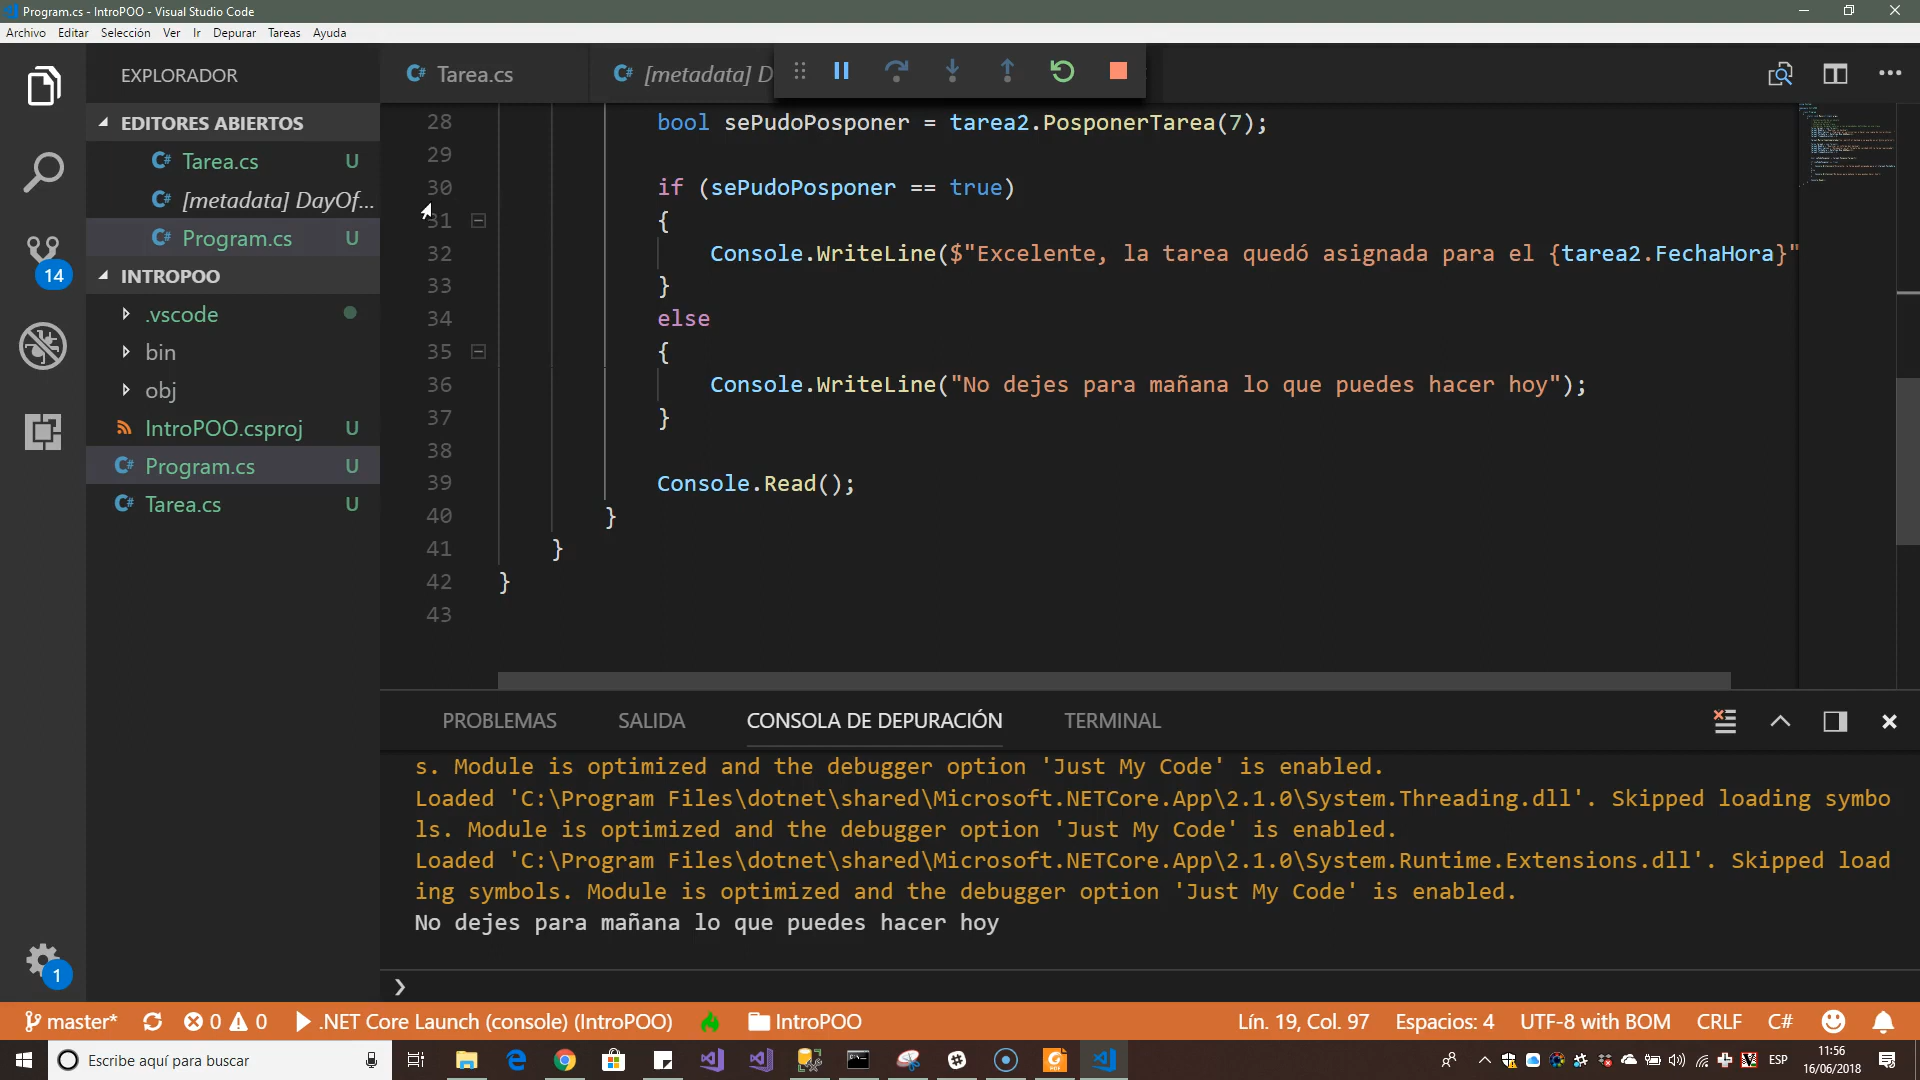 Program.cs - IntroPOO - Visual Studio Code
Archivo Editar Selección Ver Ir Depurar Tareas Ayuda
EXPLORADOR
EDITORES ABIERTOS
C# Tarea.cs U
C# [metadata] DayOf...
C# Program.cs U
INTROPOO
.vscode
bin
obj
IntroPOO.csproj U
C# Program.cs U
C# Tarea.cs U
14
1
C# Tarea.cs
C# [metadata] D
28 bool sePudoPosponer = tarea2.PosponerTarea(7);
29
30 if (sePudoPosponer == true)
31 {
32 Console.WriteLine($"Excelente, la tarea quedó asignada para el {tarea2.FechaHora}"
33 }
34 else
35 {
36 Console.WriteLine("No dejes para mañana lo que puedes hacer hoy");
37 }
38
39 Console.Read();
40 }
41 }
42 }
43
PROBLEMAS SALIDA CONSOLA DE DEPURACIÓN TERMINAL
s. Module is optimized and the debugger option 'Just My Code' is enabled.
Loaded 'C:\Program Files\dotnet\shared\Microsoft.NETCore.App\2.1.0\System.Threading.dll'. Skipped loading symbo
ls. Module is optimized and the debugger option 'Just My Code' is enabled.
Loaded 'C:\Program Files\dotnet\shared\Microsoft.NETCore.App\2.1.0\System.Runtime.Extensions.dll'. Skipped load
ing symbols. Module is optimized and the debugger option 'Just My Code' is enabled.
No dejes para mañana lo que puedes hacer hoy
master* 0 0 .NET Core Launch (console) (IntroPOO) IntroPOO Lín. 19, Col. 97 Espacios: 4 UTF-8 with BOM CRLF C#
Escribe aquí para buscar ESP 11:56
16/06/2018